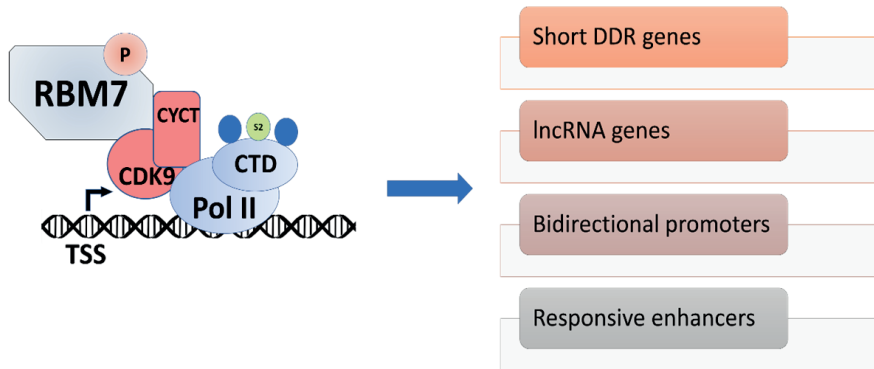 P
RBM7
CYCT
S2
CTD
CDK9
Pol II
TSS
Short DDR genes
lncRNA genes
Bidirectional promoters
Responsive enhancers